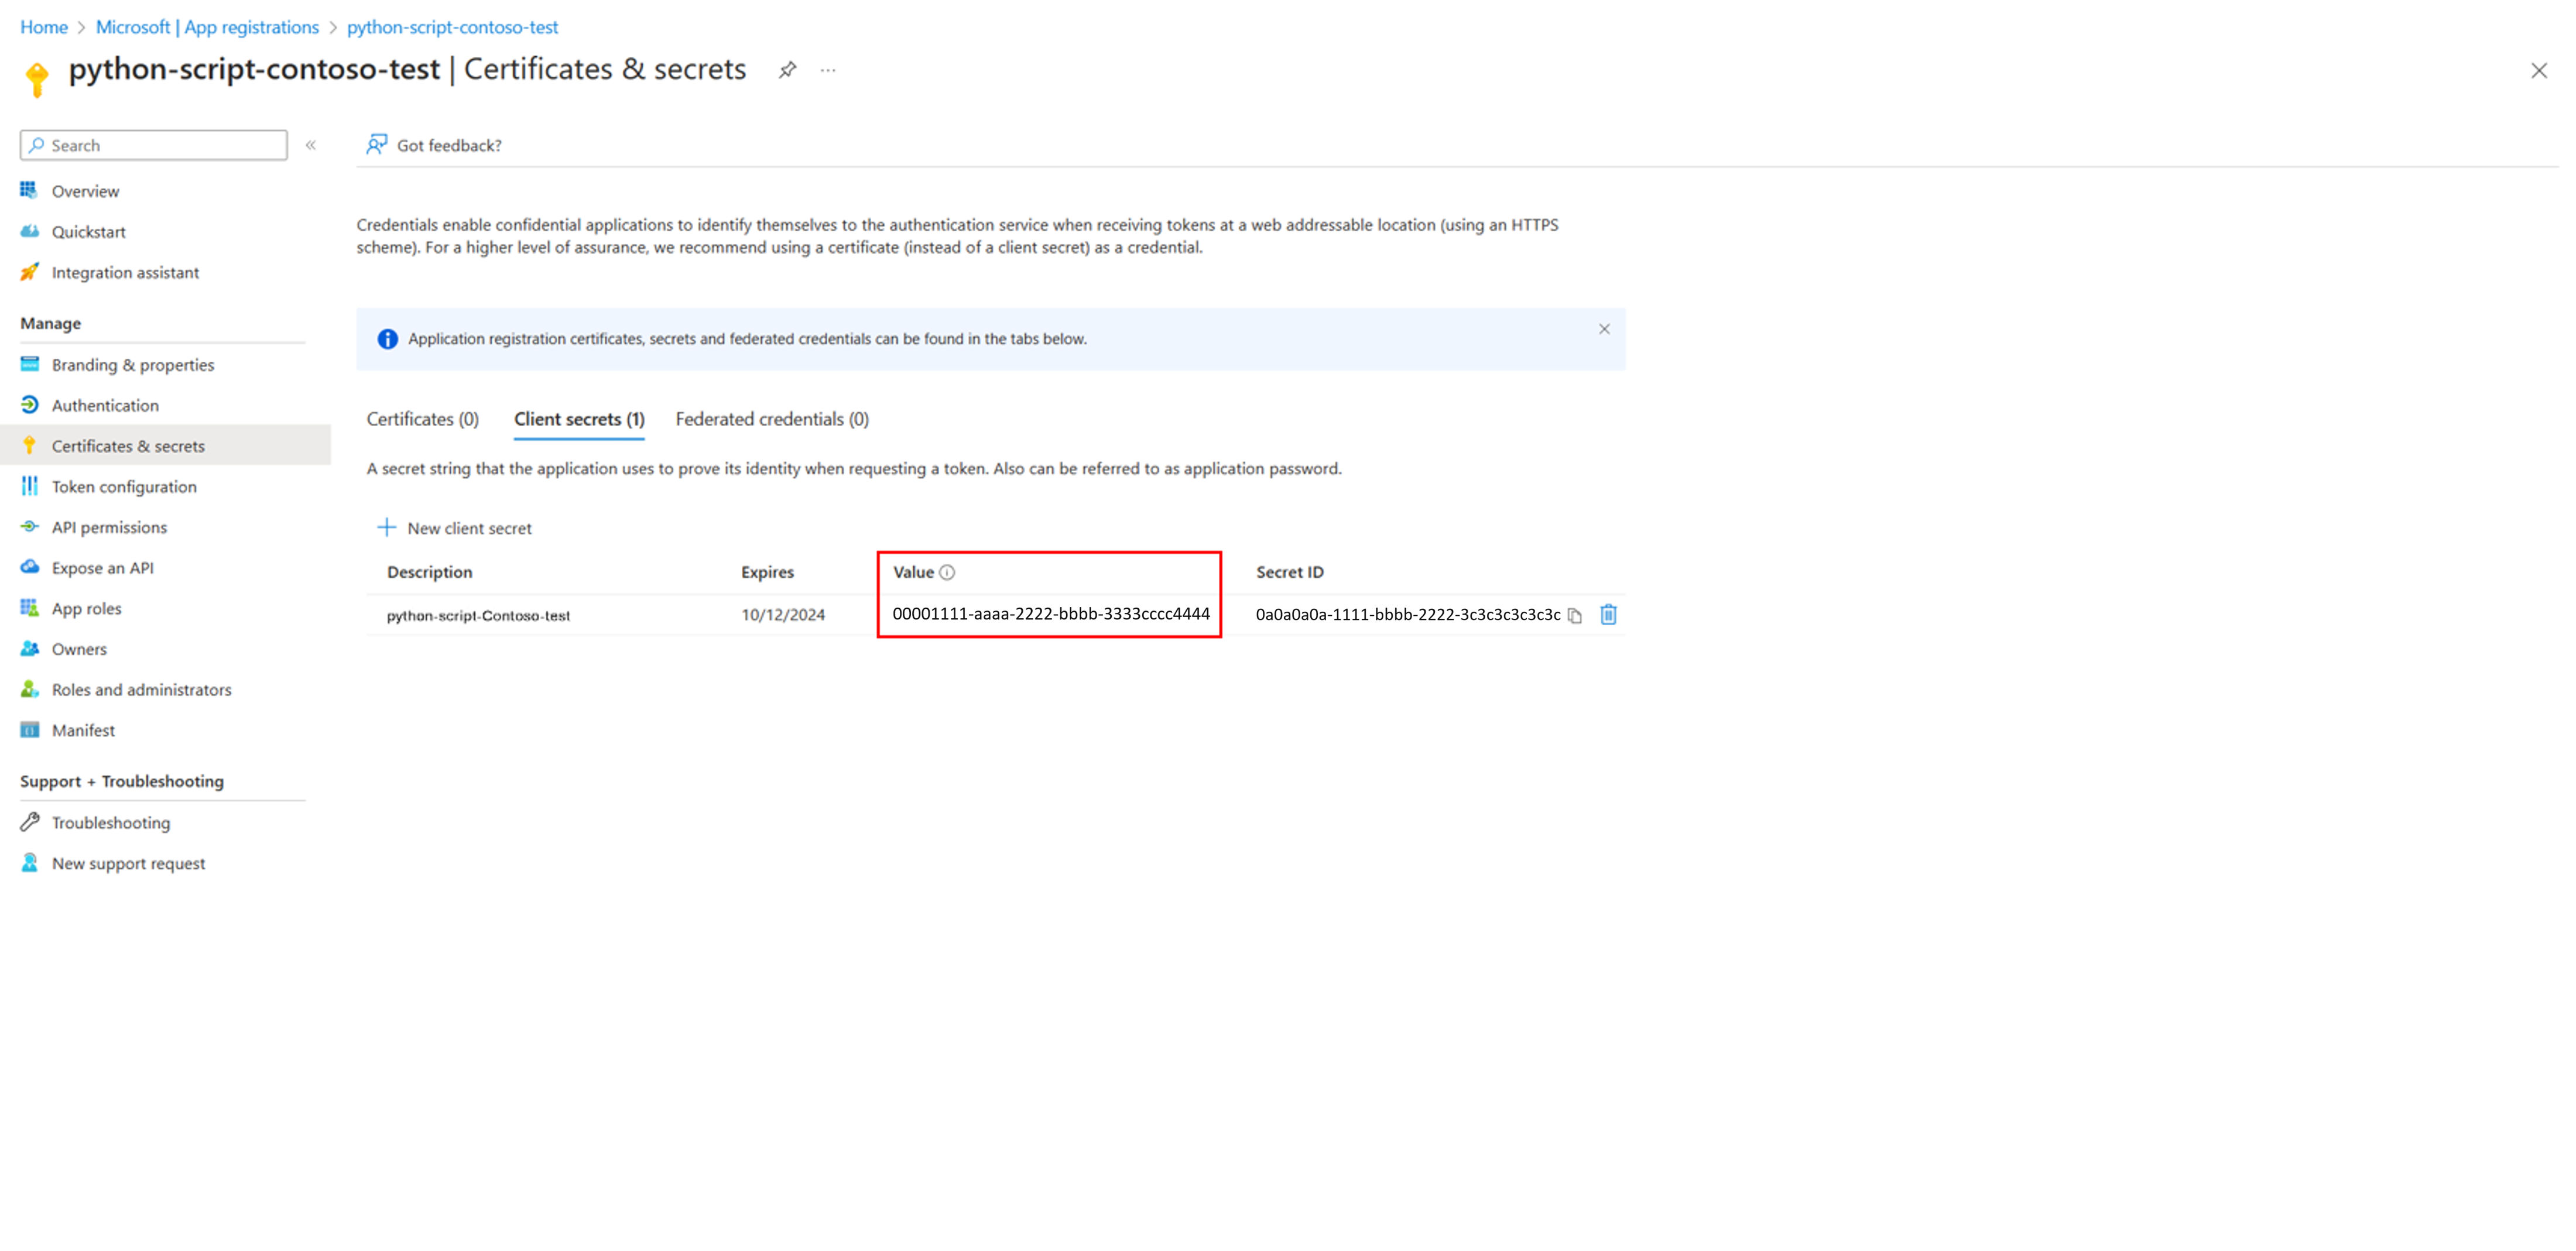 Home > Microsoft | App registrations > python-script-contoso-test
python-script-contoso-test | Certificates & secrets ...
Search «
Overview
Quickstart
Integration assistant
Manage
Branding & properties
Authentication
Certificates & secrets
Token configuration
API permissions
Expose an API
App roles
Owners
Roles and administrators
Manifest
Support + Troubleshooting
Troubleshooting
New support request
Got feedback?
Credentials enable confidential applications to identify themselves to the authentication service when receiving tokens at a web addressable location (using an HTTPS
scheme). For a higher level of assurance, we recommend using a certificate (instead of a client secret) as a credential.
Application registration certificates, secrets and federated credentials can be found in the tabs below.
Certificates (0) Client secrets (1) Federated credentials (0)
A secret string that the application uses to prove its identity when requesting a token. Also can be referred to as application password.
+ New client secret
Description Expires Value Secret ID
python-script-Contoso-test 10/12/2024 00001111-aaaa-2222-bbbb-3333cccc4444 0a0a0a0a-1111-bbbb-2222-3c3c3c3c3c3c